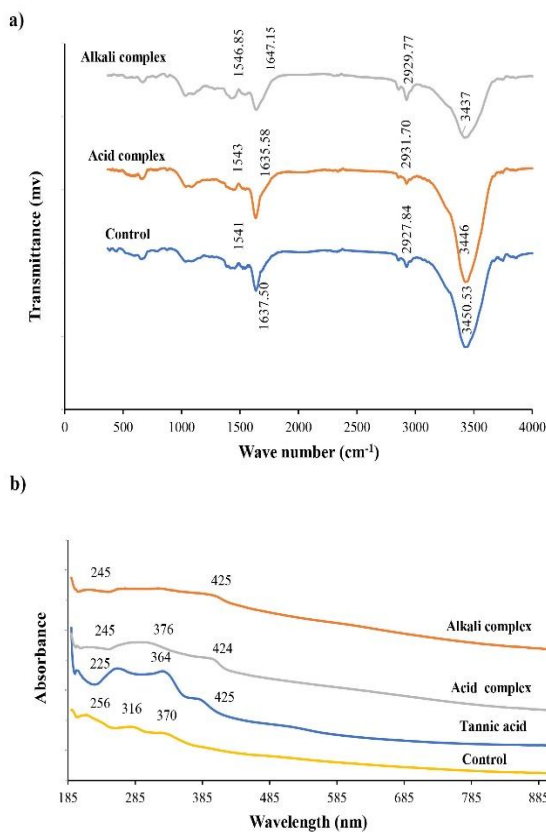 a)
Alkali complex
1546.85
1647.15
2929.77
3437
Acid complex
1543
1635.58
2931.70
3446
Control
1541
1637.50
2927.84
3450.53
Transmittance (mv)
0 500 1000 1500 2000 2500 3000 3500 4000
Wave number (cm-1)
b)
245 425
Alkali complex
245 376 424
Acid complex
225 364 425
Tannic acid
256 316 370
Control
Absorbance
185 285 385 485 585 685 785 885
Wavelength (nm)